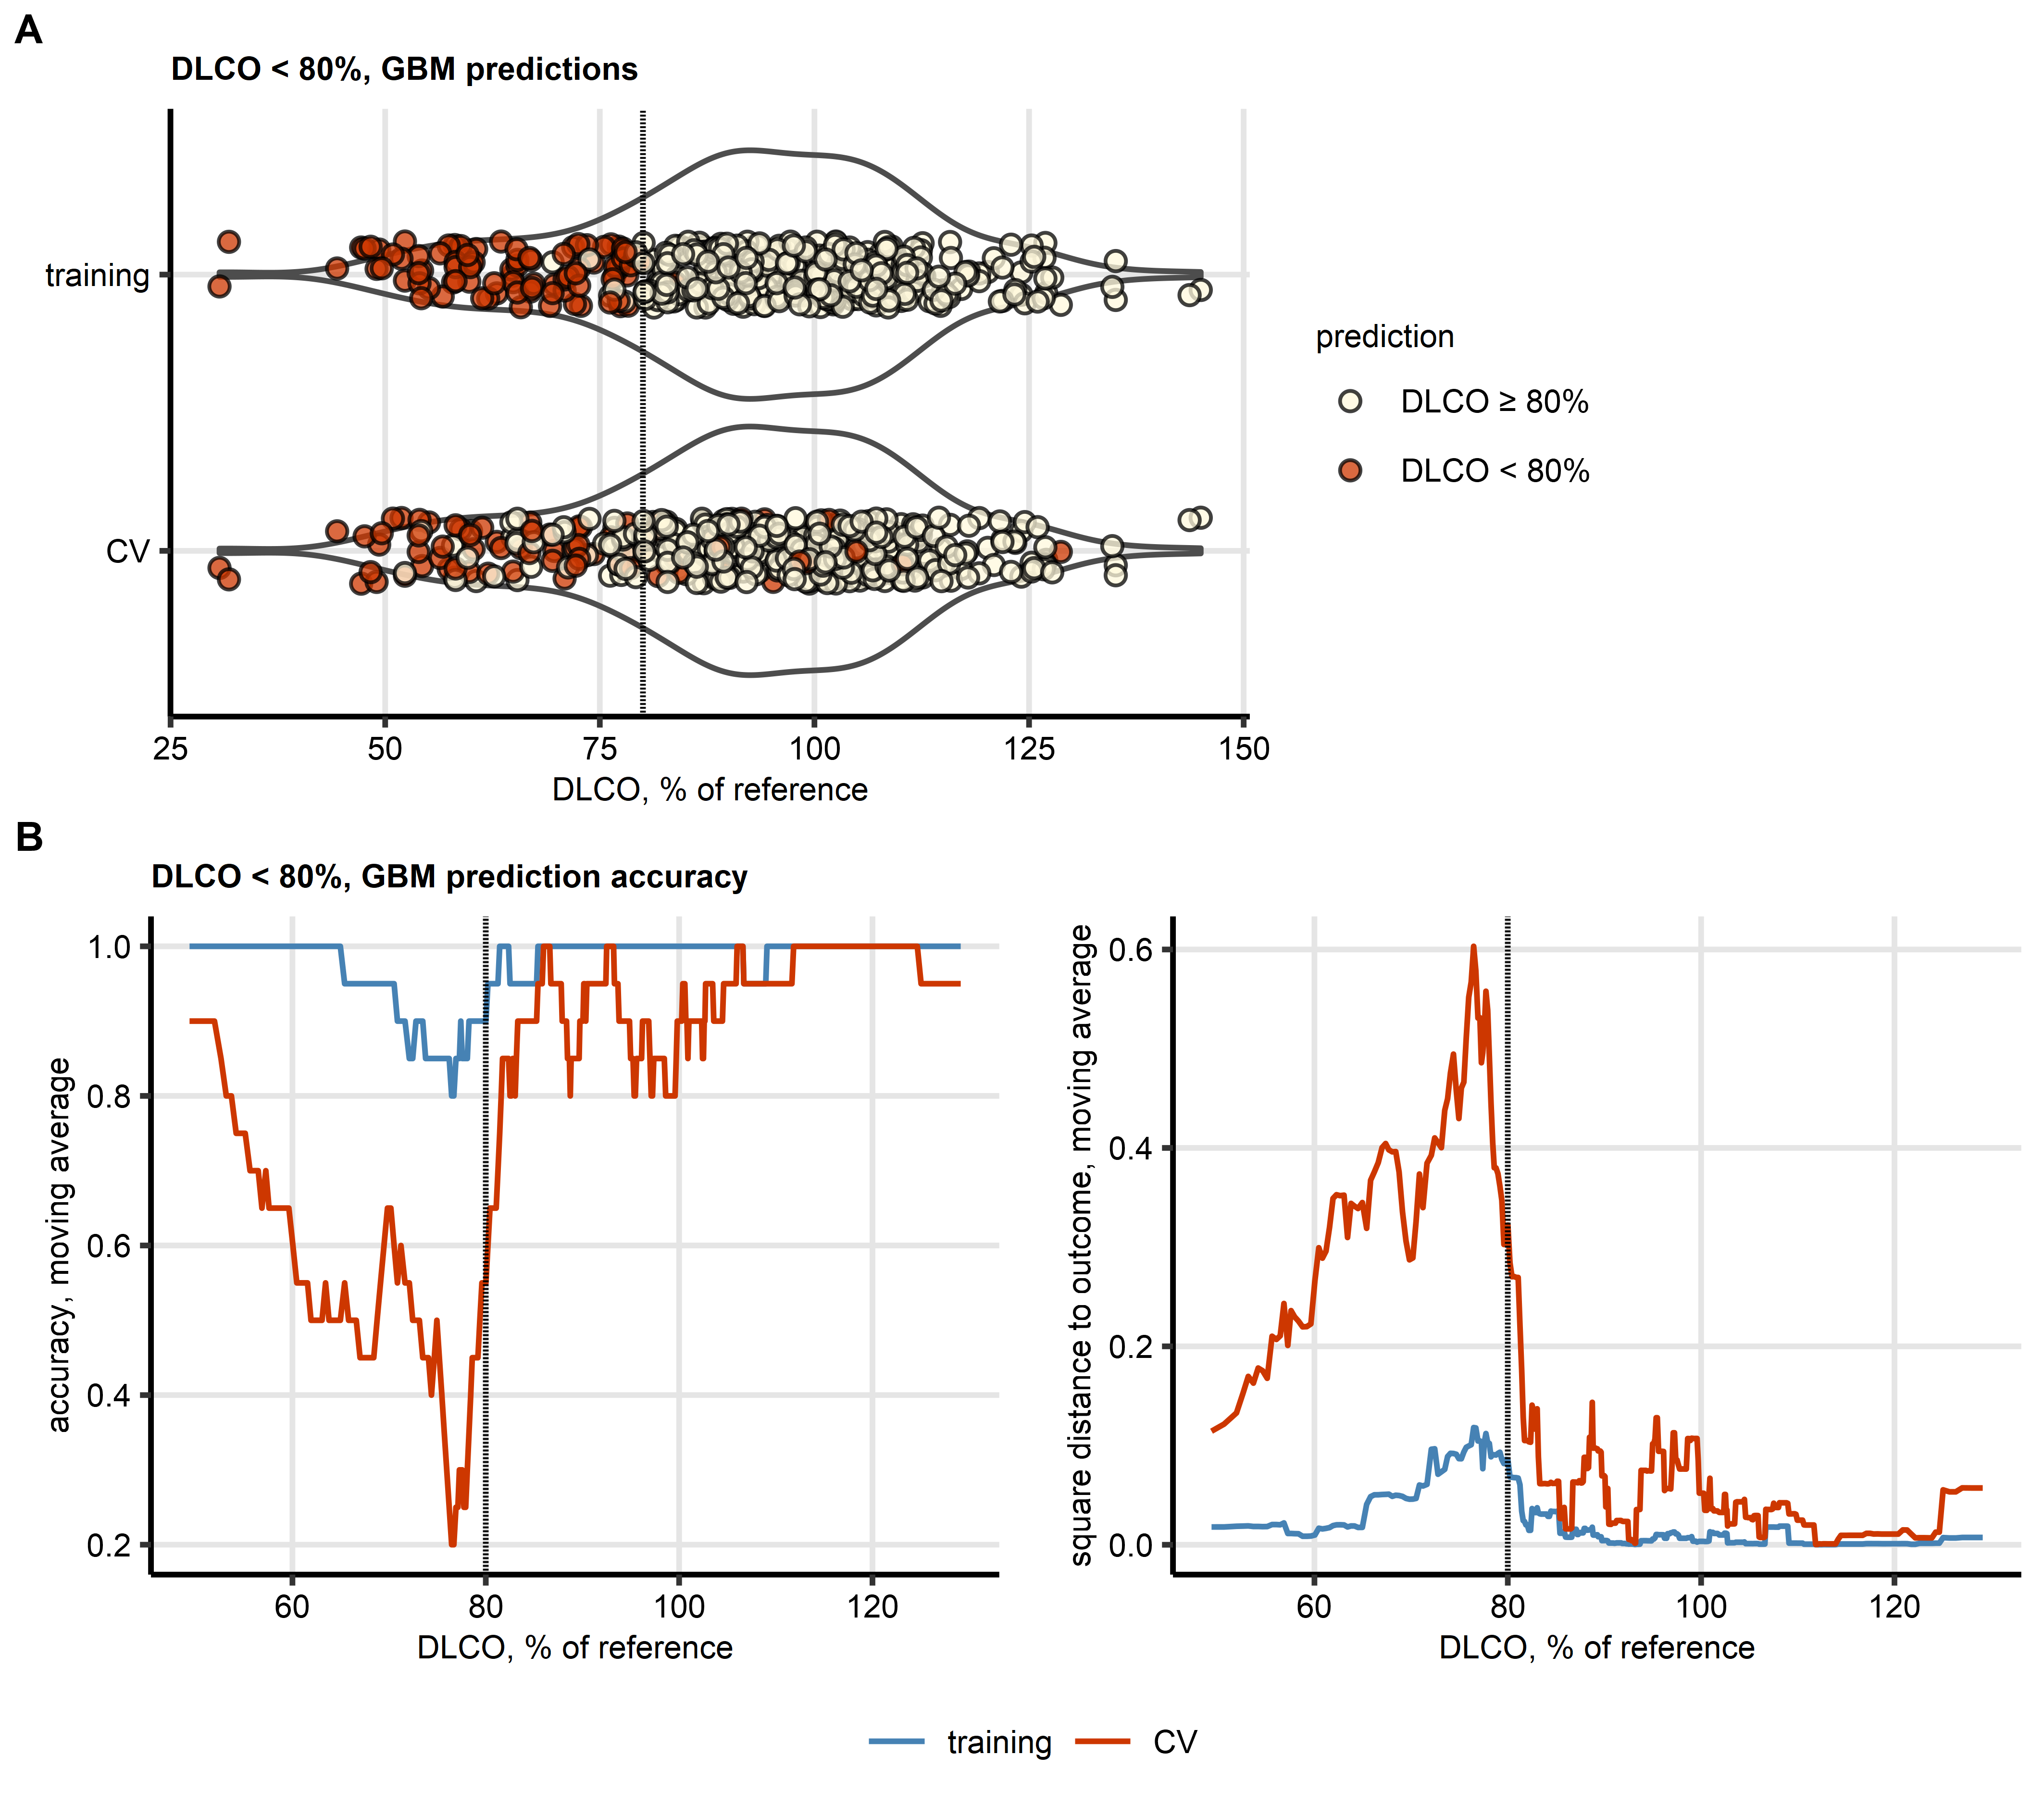 A
DLCO < 80%, GBM predictions
training
CV
25 50 75 100 125 150
DLCO, % of reference
prediction
DLCO ≥ 80%
DLCO < 80%
B
DLCO < 80%, GBM prediction accuracy
accuracy, moving average
1.0
0.8
0.6
0.4
0.2
60 80 100 120
DLCO, % of reference
square distance to outcome, moving average
0.6
0.4
0.2
0.0
60 80 100 120
DLCO, % of reference
training CV